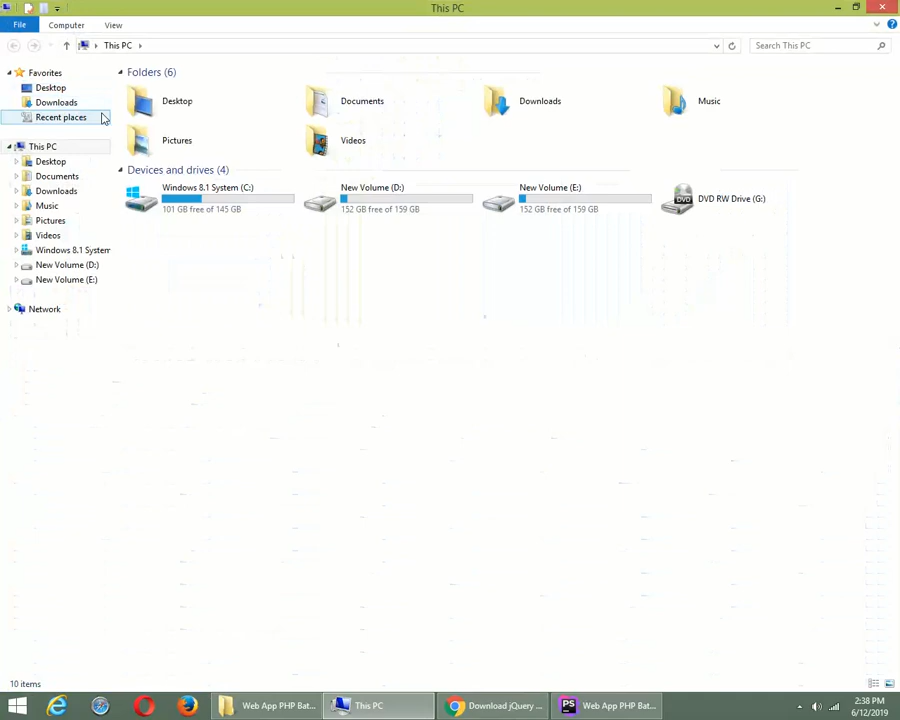 This PC
File Computer View
This PC
Search This PC
Favorites
Desktop
Downloads
Recent places
This PC
Desktop
Documents
Downloads
Music
Pictures
Videos
Windows 8.1 System
New Volume (D:)
New Volume (E:)
Network
Folders (6)
Desktop
Documents
Downloads
Music
Pictures
Videos
Devices and drives (4)
Windows 8.1 System (C:)
101 GB free of 145 GB
New Volume (D:)
152 GB free of 159 GB
New Volume (E:)
152 GB free of 159 GB
DVD
DVD RW Drive (G:)
10 items
Web App PHP Bat...
This PC
Download jQuery ...
PS
Web App PHP Bat...
2:38 PM
6/12/2019